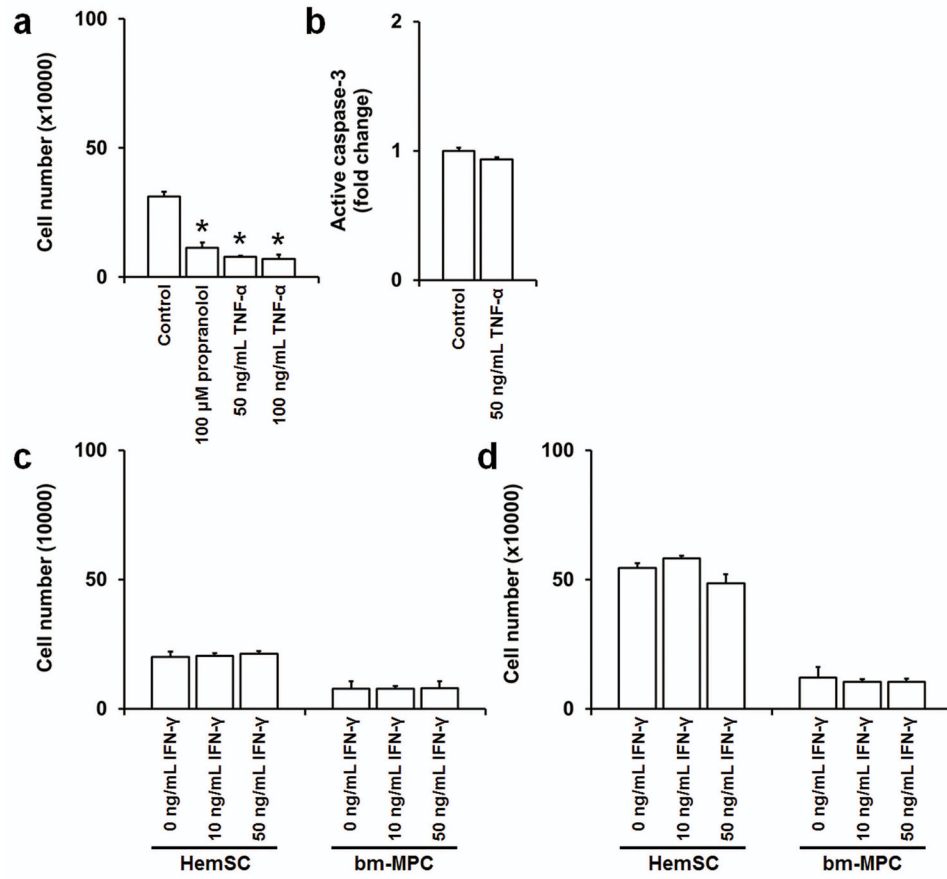 a
Cell number (x10000)
100
50
0
*
*
*
Control
100 μM propranolol
50 ng/mL TNF-α
100 ng/mL TNF-α
b
Active caspase-3
(fold change)
2
1
0
Control
50 ng/mL TNF-α
c
Cell number (10000)
100
50
0
0 ng/mL IFN-γ
10 ng/mL IFN-γ
50 ng/mL IFN-γ
0 ng/mL IFN-γ
10 ng/mL IFN-γ
50 ng/mL IFN-γ
HemSC
bm-MPC
d
Cell number (x10000)
100
50
0
0 ng/mL IFN-γ
10 ng/mL IFN-γ
50 ng/mL IFN-γ
0 ng/mL IFN-γ
10 ng/mL IFN-γ
50 ng/mL IFN-γ
HemSC
bm-MPC